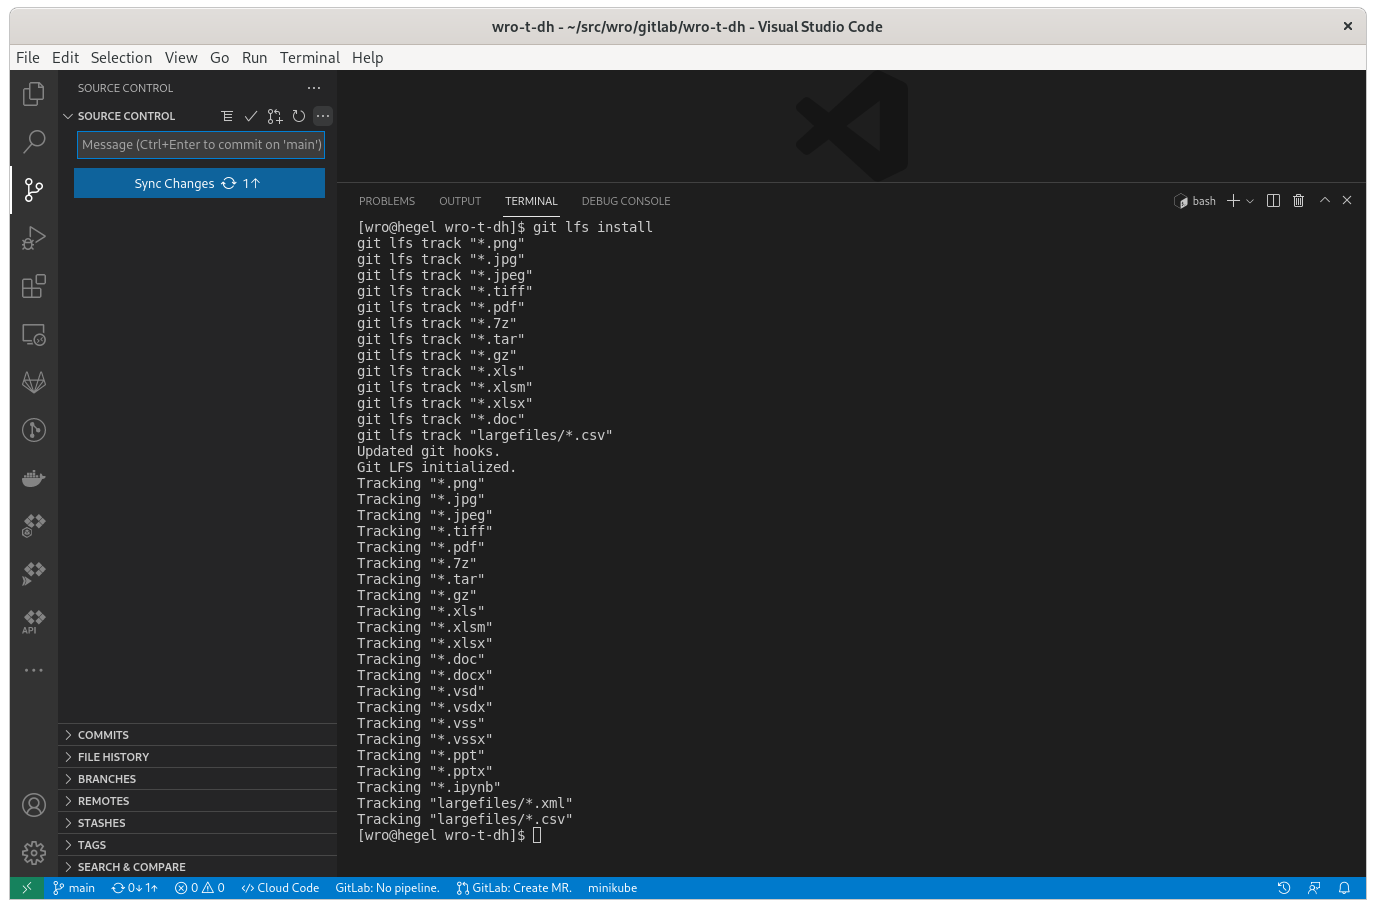 wro-t-dh - ~/src/wro/gitlab/wro-t-dh - Visual Studio Code
File Edit Selection View Go Run Terminal Help
SOURCE CONTROL
SOURCE CONTROL
Message (Ctrl+Enter to commit on 'main')
Sync Changes 1↑
API
COMMITS
FILE HISTORY
BRANCHES
REMOTES
STASHES
TAGS
SEARCH & COMPARE
PROBLEMS OUTPUT TERMINAL DEBUG CONSOLE
bash
[wro@hegel wro-t-dh]$ git lfs install
git lfs track "*.png"
git lfs track "*.jpg"
git lfs track "*.jpeg"
git lfs track "*.tiff"
git lfs track "*.pdf"
git lfs track "*.7z"
git lfs track "*.tar"
git lfs track "*.gz"
git lfs track "*.xls"
git lfs track "*.xlsm"
git lfs track "*.xlsx"
git lfs track "*.doc"
git lfs track "largefiles/*.csv"
Updated git hooks.
Git LFS initialized.
Tracking "*.png"
Tracking "*.jpg"
Tracking "*.jpeg"
Tracking "*.tiff"
Tracking "*.pdf"
Tracking "*.7z"
Tracking "*.tar"
Tracking "*.gz"
Tracking "*.xls"
Tracking "*.xlsm"
Tracking "*.xlsx"
Tracking "*.doc"
Tracking "*.docx"
Tracking "*.vsd"
Tracking "*.vsdx"
Tracking "*.vss"
Tracking "*.vssx"
Tracking "*.ppt"
Tracking "*.pptx"
Tracking "*.ipynb"
Tracking "largefiles/*.xml"
Tracking "largefiles/*.csv"
[wro@hegel wro-t-dh]$
main 0↓ 1↑ 0 0 Cloud Code GitLab: No pipeline. GitLab: Create MR. minikube